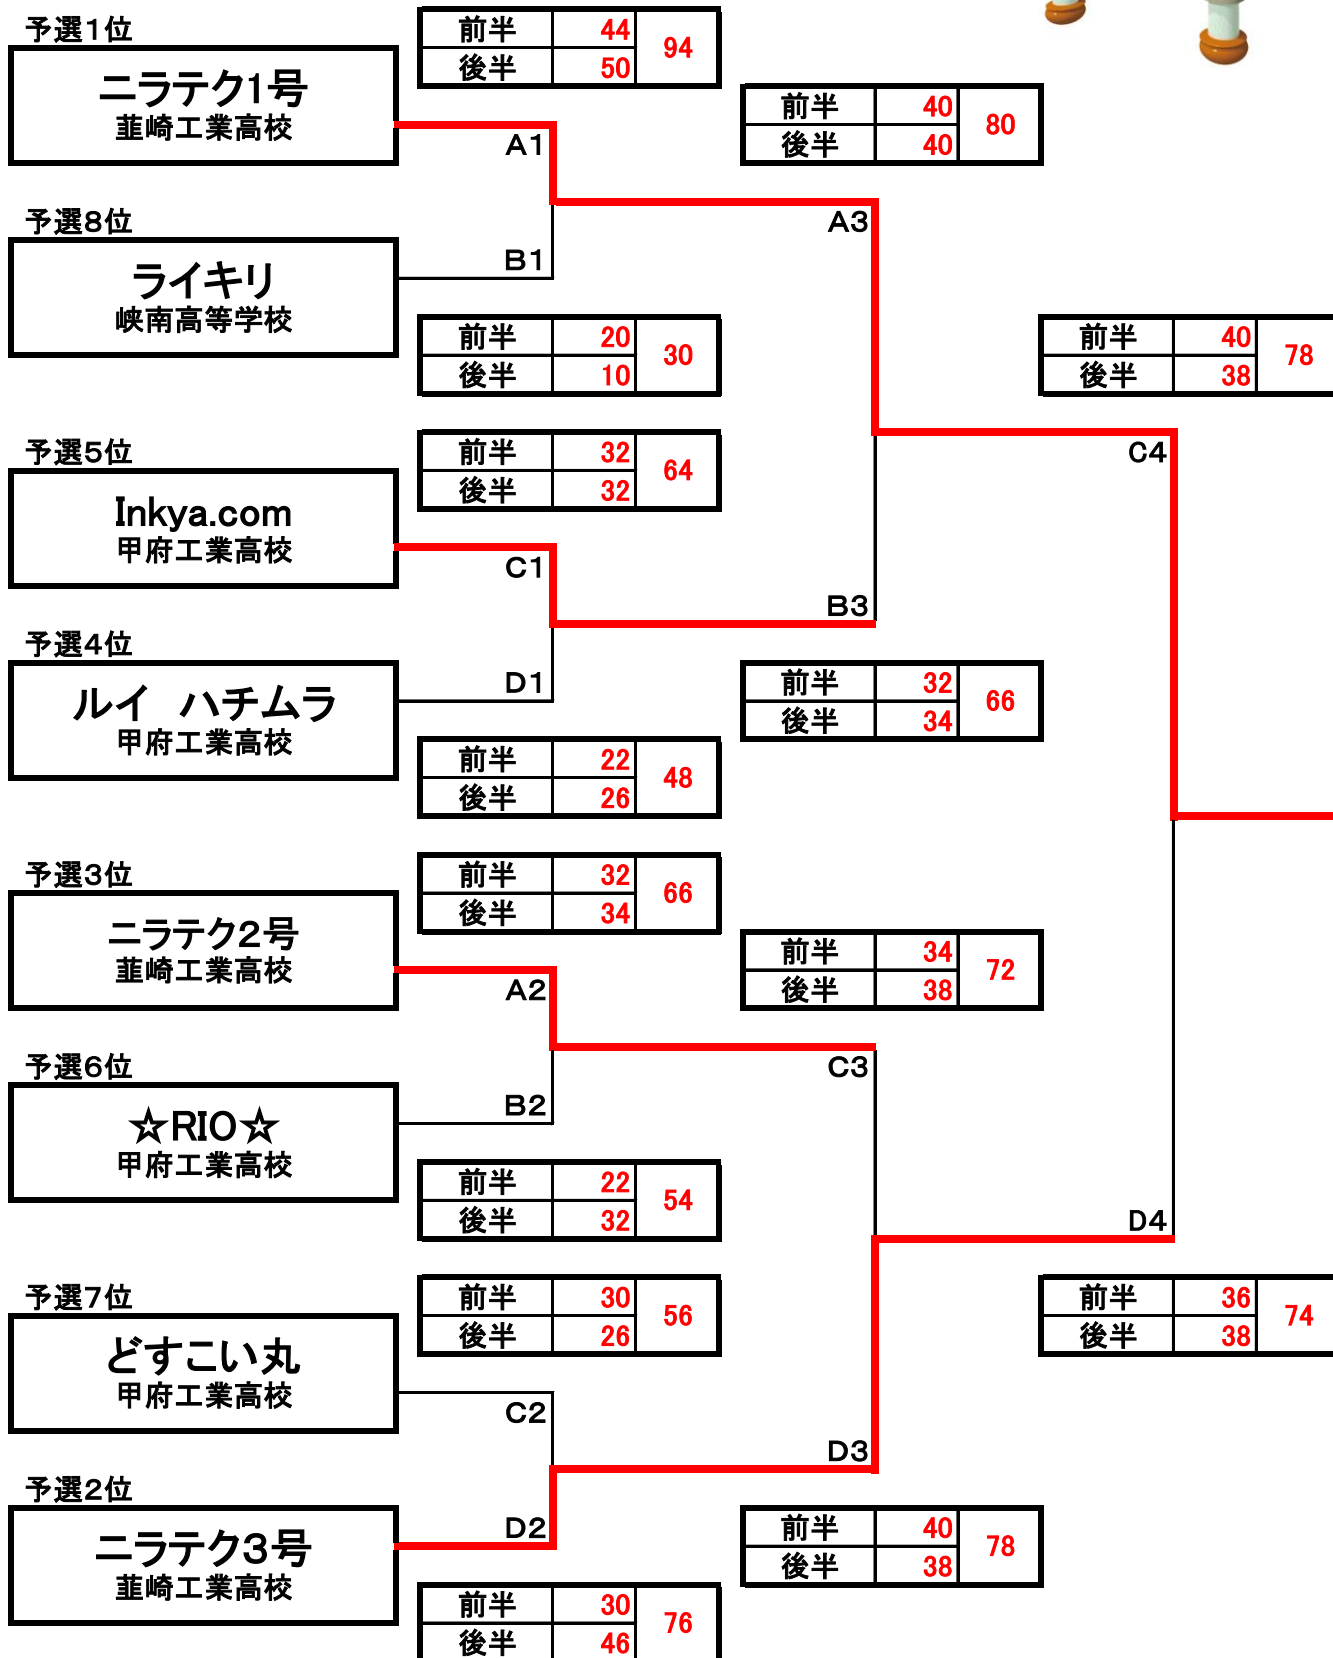 予選1位
ニラテク1号
韮崎工業高校
前半 44 94
後半 50
A1
前半 40 80
後半 40
予選8位
ライキリ
峡南高等学校
B1
A3
前半 20 30
後半 10
前半 40 78
後半 38
予選5位
Inkya.com
甲府工業高校
前半 32 64
後半 32
C1
C4
予選4位
ルイ ハチムラ
甲府工業高校
D1
B3
前半 32 66
後半 34
前半 22 48
後半 26
予選3位
ニラテク2号
韮崎工業高校
前半 32 66
後半 34
A2
前半 34 72
後半 38
予選6位
☆RIO☆
甲府工業高校
B2
C3
前半 22 54
後半 32
D4
予選7位
どすこい丸
甲府工業高校
前半 30 56
後半 26
C2
前半 36 74
後半 38
予選2位
ニラテク3号
韮崎工業高校
D2
D3
前半 40 78
後半 38
前半 30 76
後半 46